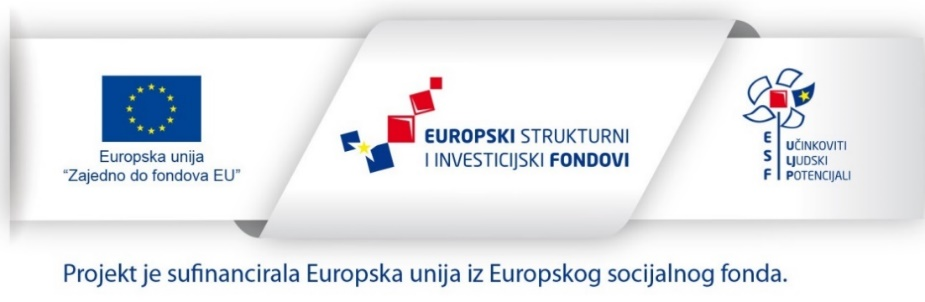 Europska unija
“Zajedno do fondova EU”
EUROPSKI STRUKTURNI
I INVESTICIJSKI FONDOVI
E
S
F
UČINKOVITI
LJUDSKI
POTENCIJALI
Projekt je sufinancirala Europska unija iz Europskog socijalnog fonda.